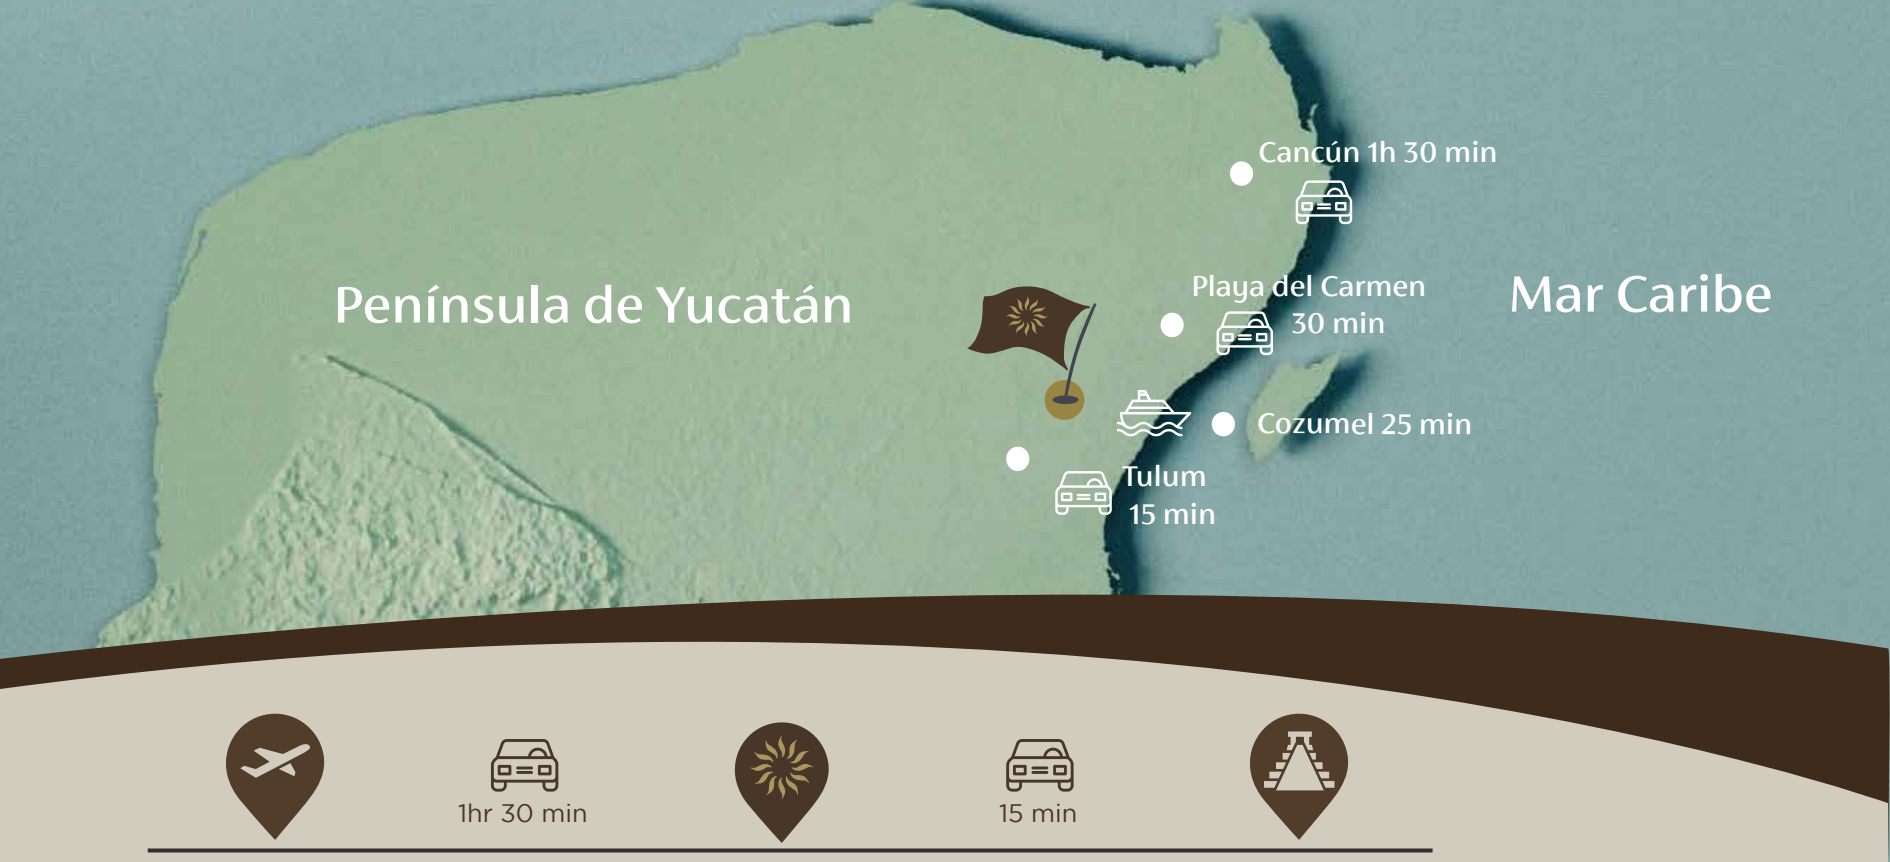 Cancún 1h 30 min
Península de Yucatán
Playa del Carmen
30 min
Mar Caribe
Cozumel 25 min
Tulum
15 min
1hr 30 min
15 min